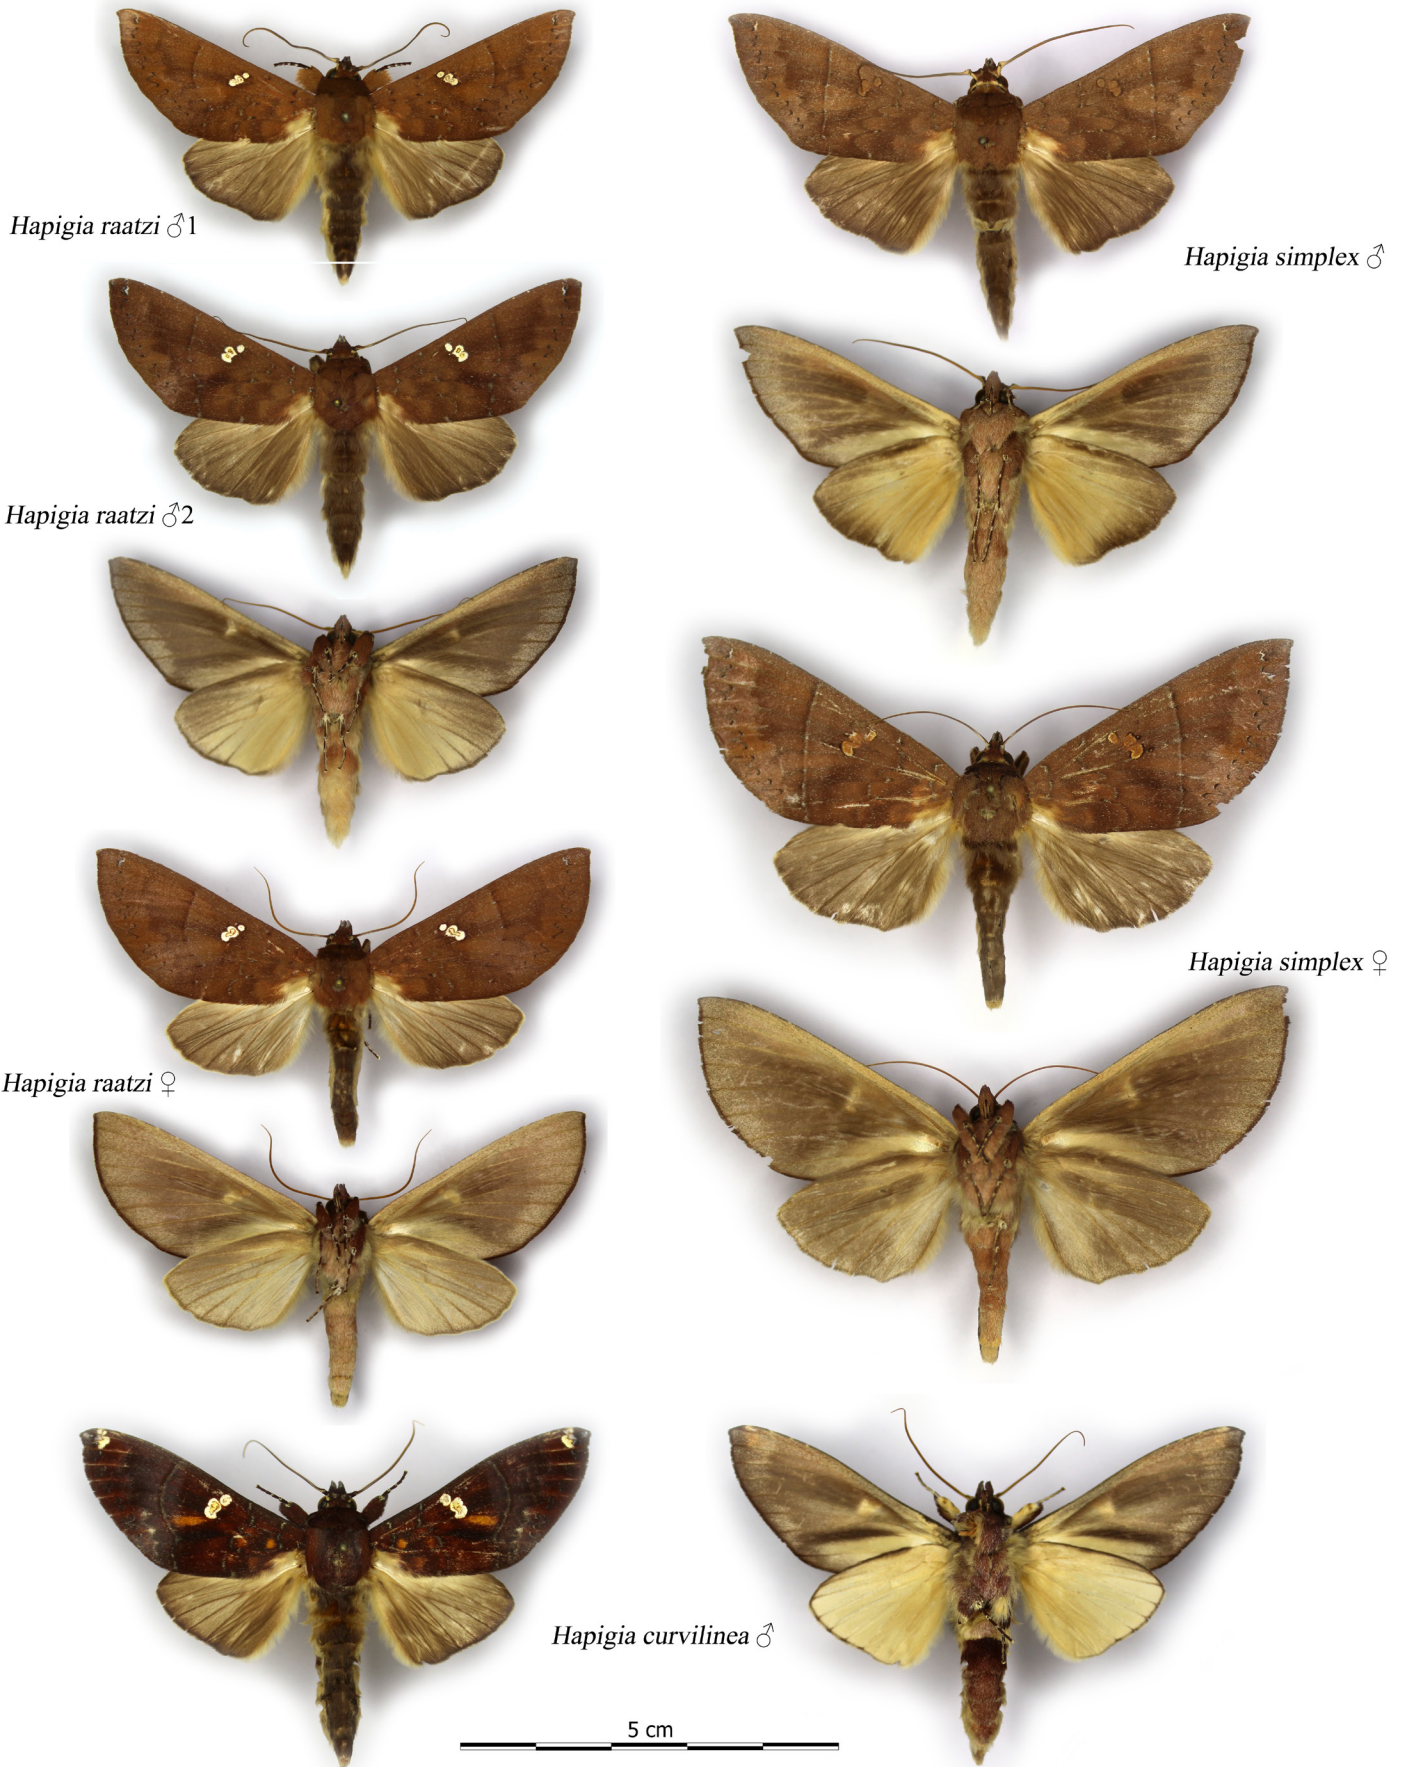 Hapigia raatzi ♂1
Hapigia simplex ♂
Hapigia raatzi ♂2
Hapigia simplex ♀
Hapigia raatzi ♀
Hapigia curvilinea ♂
5 cm